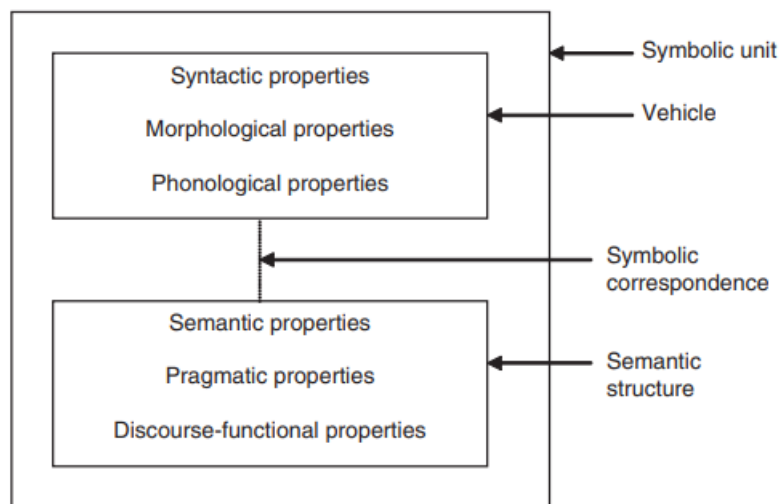 Syntactic properties
Morphological properties
Phonological properties
Semantic properties
Pragmatic properties
Discourse-functional properties
Symbolic unit
Vehicle
Symbolic
correspondence
Semantic
structure